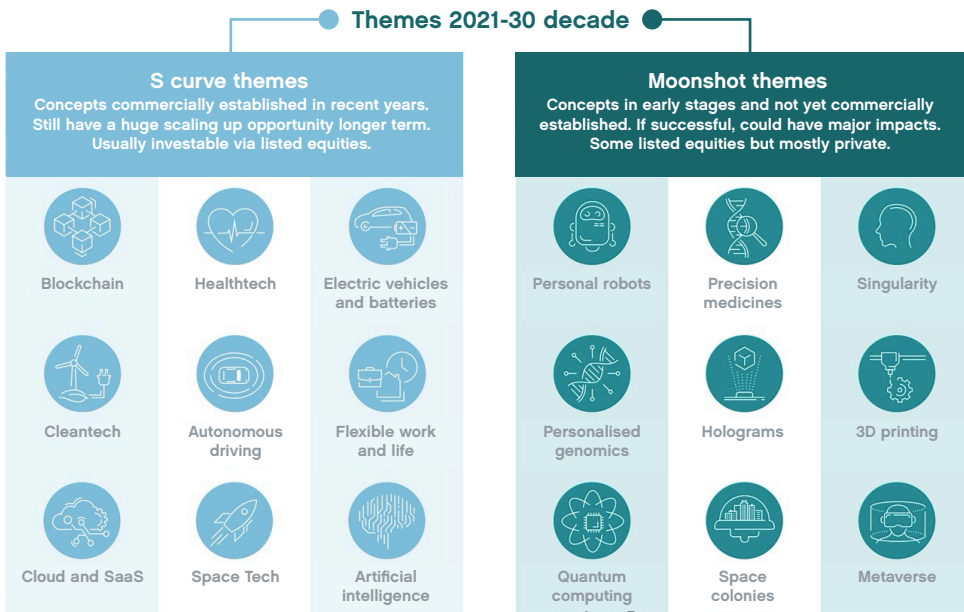 Themes 2021-30 decade
S curve themes
Concepts commercially established in recent years.
Still have a huge scaling up opportunity longer term.
Usually investable via listed equities.
Blockchain
Healthtech
Electric vehicles
and batteries
Cleantech
Autonomous
driving
Flexible work
and life
Cloud and SaaS
Space Tech
Artificial
intelligence
Moonshot themes
Concepts in early stages and not yet commercially
established. If successful, could have major impacts.
Some listed equities but mostly private.
Personal robots
Precision
medicines
Singularity
Personalised
genomics
Holograms
3D printing
Quantum
computing
Space
colonies
Metaverse